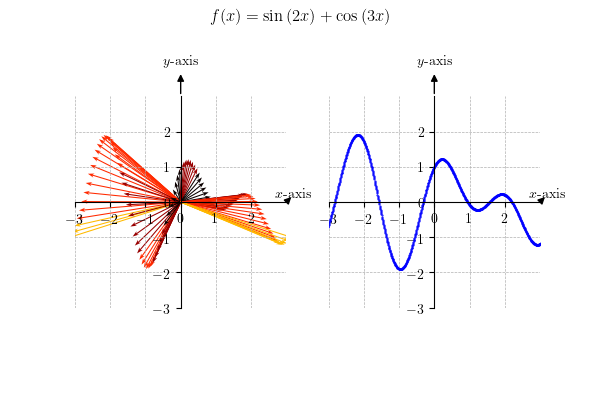 f(x) = sin (2x) + cos (3x)
y-axis y-axis
2 2
1 1
x-axis x-axis
−3 −2 −1 0 1 2 −3 −2 −1 0 1 2
−1 −1
−2 −2
−3 −3